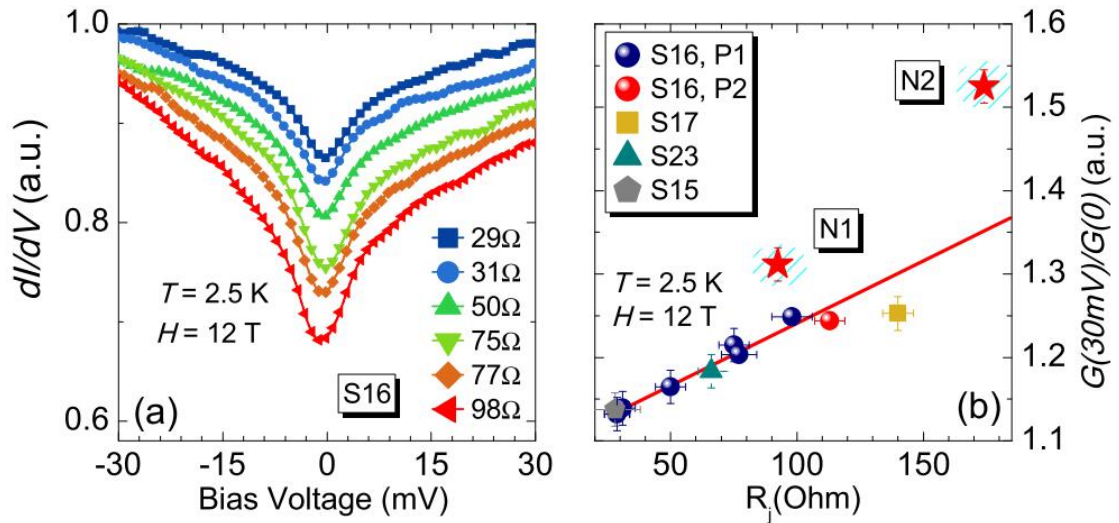 1.0
0.8
0.6
dI/dV (a.u.)
-30 -15 0 15 30
Bias Voltage (mV)
T = 2.5 K
H = 12 T
29Ω
31Ω
50Ω
75Ω
77Ω
98Ω
S16
(a)
S16, P1
S16, P2
S17
S23
S15
N2
N1
T = 2.5 K
H = 12 T
(b)
50 100 150
Rj(Ohm)
1.6
1.5
1.4
1.3
1.2
1.1
G(30mV)/G(0) (a.u.)